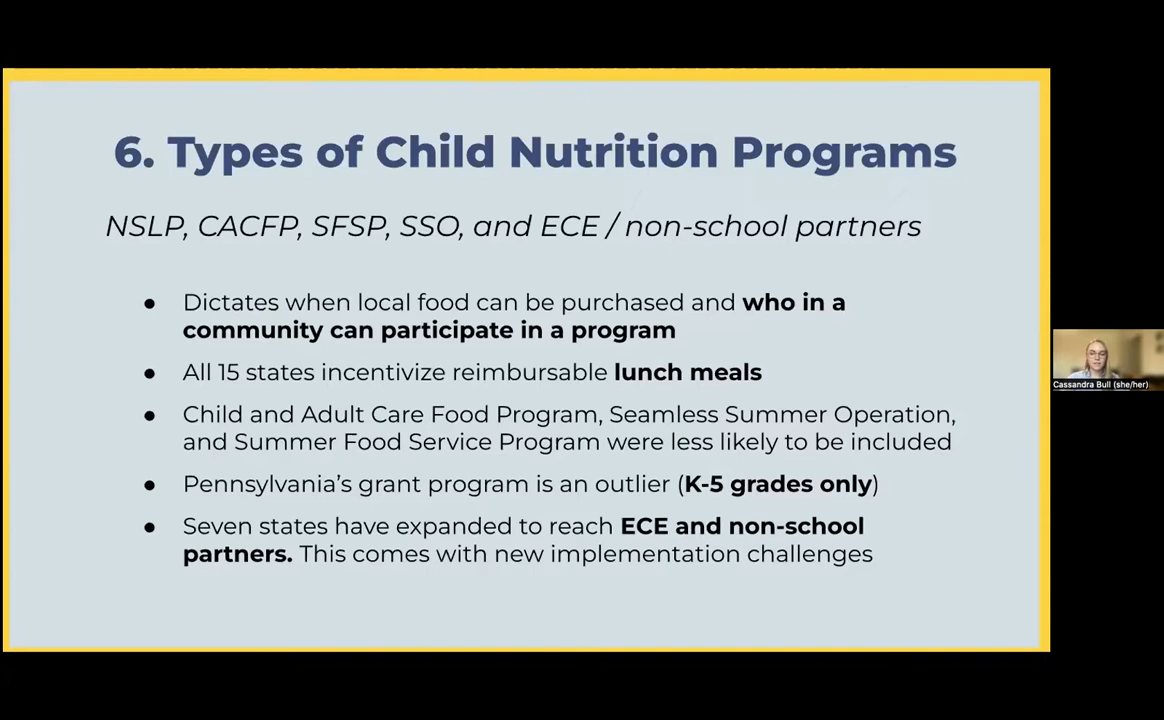 6. Types of Child Nutrition Programs
NSLP, CACFP, SFSP, SSO, and ECE / non-school partners
● Dictates when local food can be purchased and who in a
community can participate in a program
● All 15 states incentivize reimbursable lunch meals
● Child and Adult Care Food Program, Seamless Summer Operation,
and Summer Food Service Program were less likely to be included
● Pennsylvania’s grant program is an outlier (K-5 grades only)
● Seven states have expanded to reach ECE and non-school
partners. This comes with new implementation challenges
Cassandra Bull (she/her)